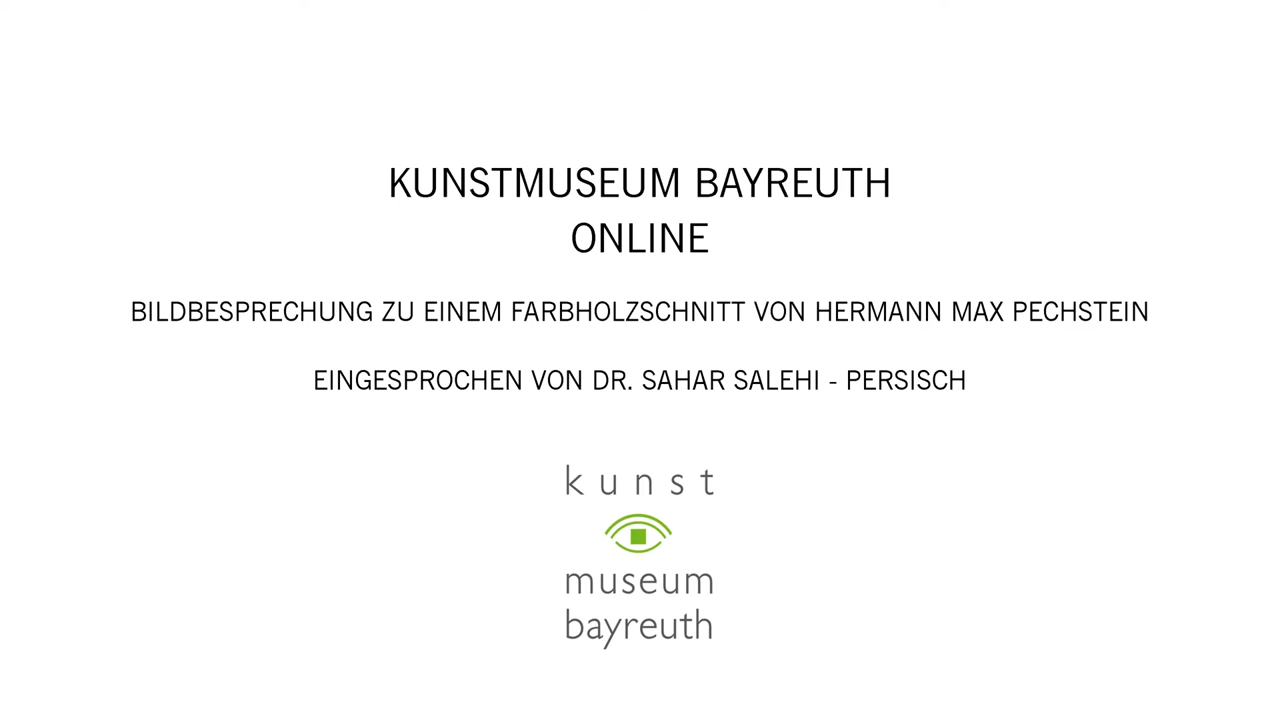 KUNSTMUSEUM BAYREUTH
ONLINE
BILDBESPRECHUNG ZU EINEM FARBHOLZSCHNITT VON HERMANN MAX PECHSTEIN
EINGESPROCHEN VON DR. SAHAR SALEHI - PERSISCH
kunst
museum
bayreuth